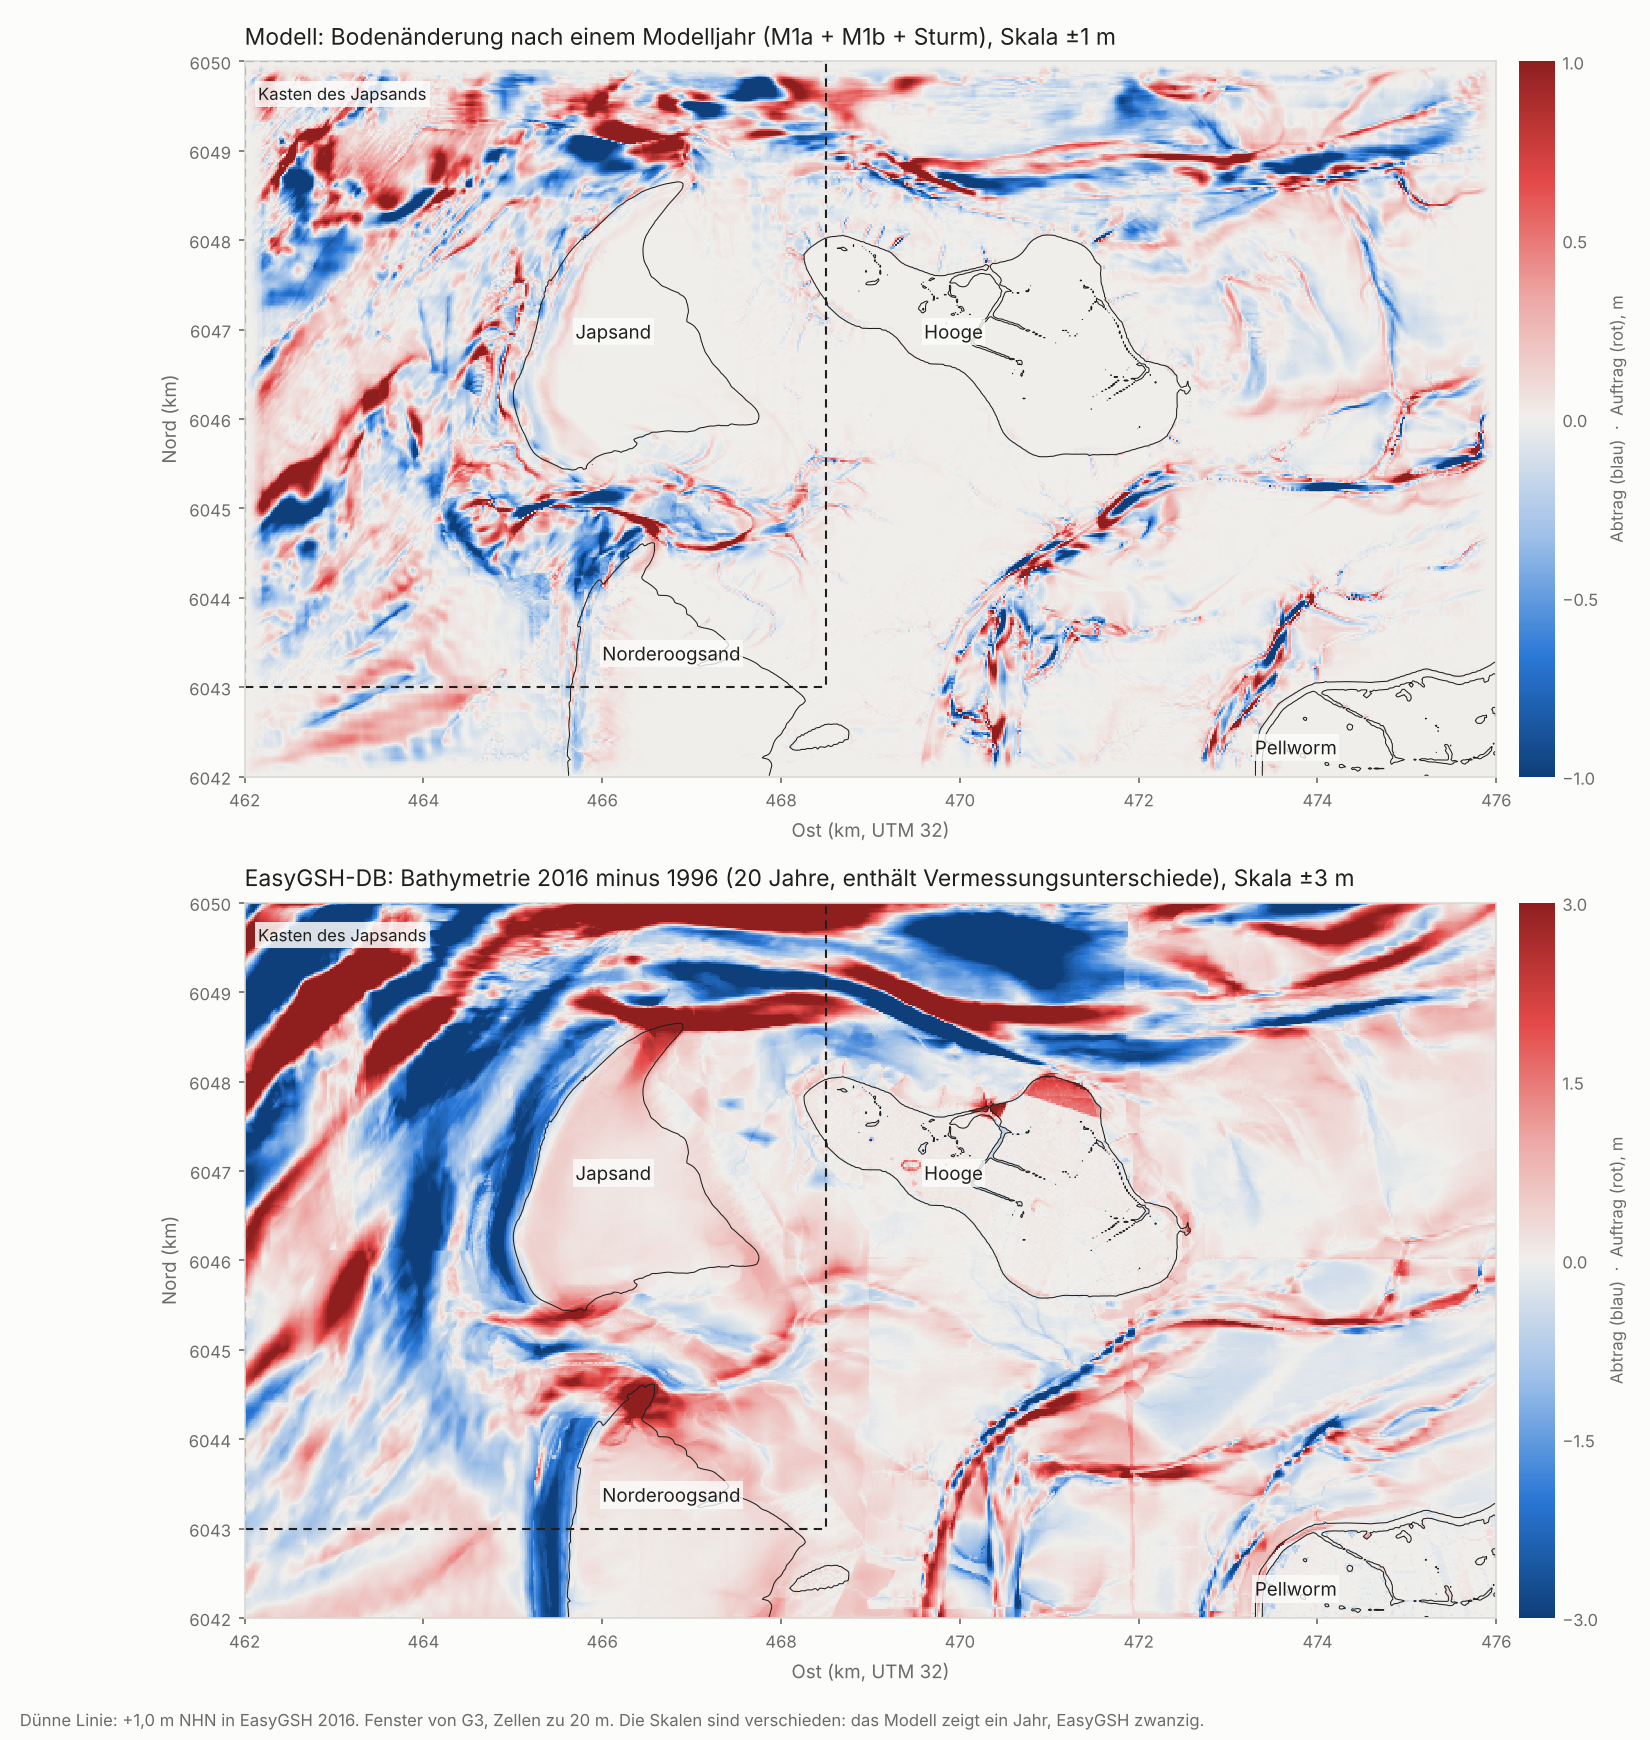 Modell: Bodenänderung nach einem Modelljahr (M1a + M1b + Sturm), Skala ±1 m
Kasten des Japsands
Japsand
Hooge
Norderoogsand
Pellworm
6050
6049
6048
6047
6046
6045
6044
6043
6042
Nord (km)
462
464
466
468
470
472
474
476
Ost (km, UTM 32)
1.0
0.5
0.0
−0.5
−1.0
Abtrag (blau) · Auftrag (rot), m
EasyGSH-DB: Bathymetrie 2016 minus 1996 (20 Jahre, enthält Vermessungsunterschiede), Skala ±3 m
Kasten des Japsands
Japsand
Hooge
Norderoogsand
Pellworm
6050
6049
6048
6047
6046
6045
6044
6043
6042
Nord (km)
462
464
466
468
470
472
474
476
Ost (km, UTM 32)
3.0
1.5
0.0
−1.5
−3.0
Abtrag (blau) · Auftrag (rot), m
Dünne Linie: +1,0 m NHN in EasyGSH 2016. Fenster von G3, Zellen zu 20 m. Die Skalen sind verschieden: das Modell zeigt ein Jahr, EasyGSH zwanzig.